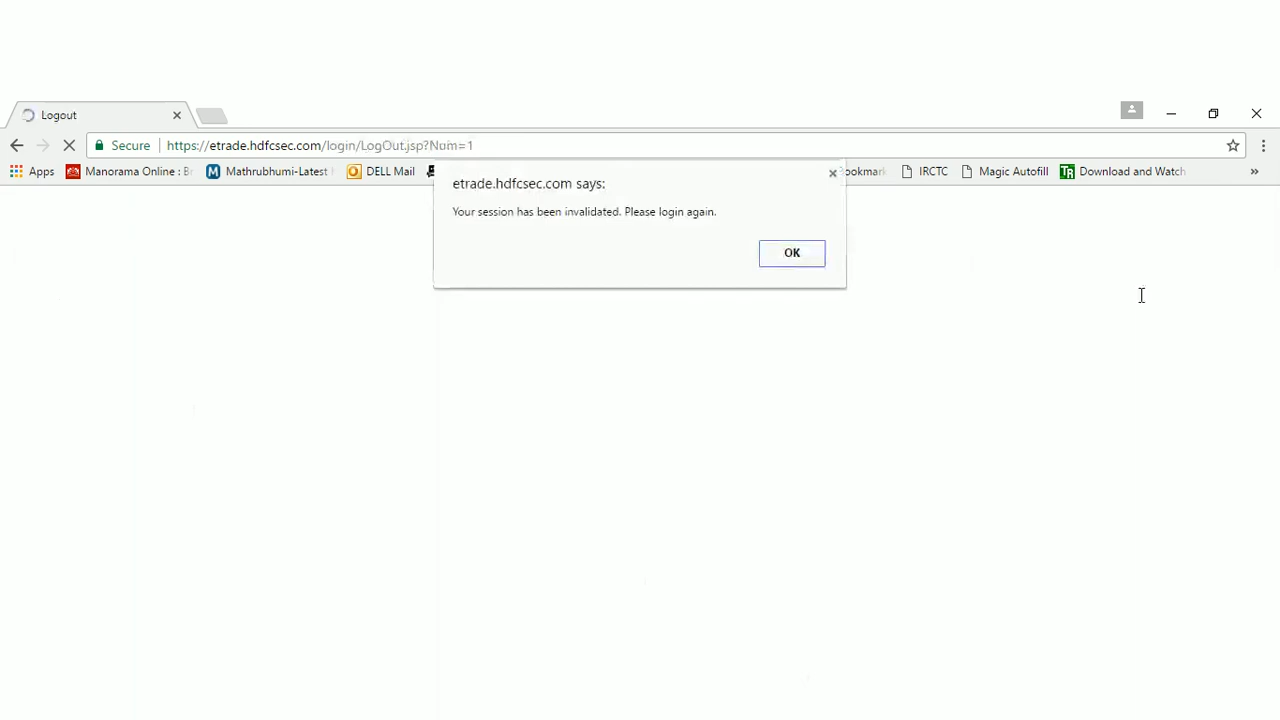 Logout
Secure https://etrade.hdfcsec.com/login/LogOut.jsp?Num=1
Apps Manorama Online : Br Mathrubhumi-Latest DELL Mail IRCTC Magic Autofill Download and Watch »
etrade.hdfcsec.com says:
Your session has been invalidated. Please login again.
OK